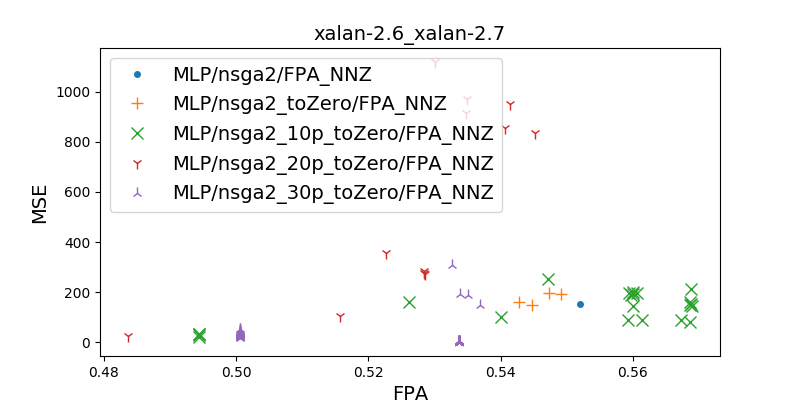 xalan-2.6_xalan-2.7
MLP/nsga2/FPA_NNZ
MLP/nsga2_toZero/FPA_NNZ
MLP/nsga2_10p_toZero/FPA_NNZ
MLP/nsga2_20p_toZero/FPA_NNZ
MLP/nsga2_30p_toZero/FPA_NNZ
MSE
1000
800
600
400
200
0
0.48 0.50 0.52 0.54 0.56
FPA